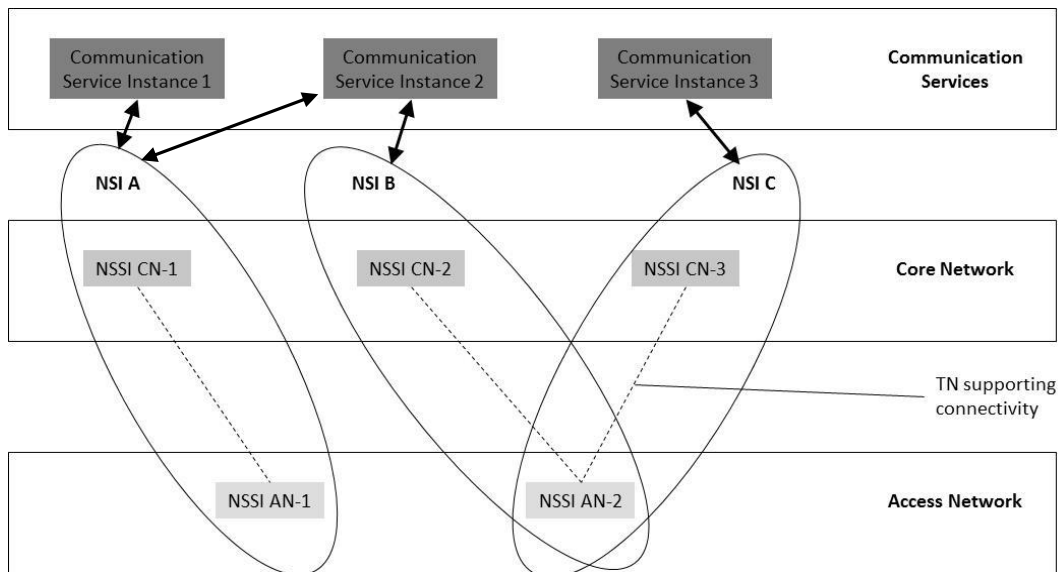 Communication
Service Instance 1
Communication
Service Instance 2
Communication
Service Instance 3
Communication
Services
NSI A
NSI B
NSI C
NSSI CN-1
NSSI CN-2
NSSI CN-3
Core Network
TN supporting
connectivity
NSSI AN-1
NSSI AN-2
Access Network